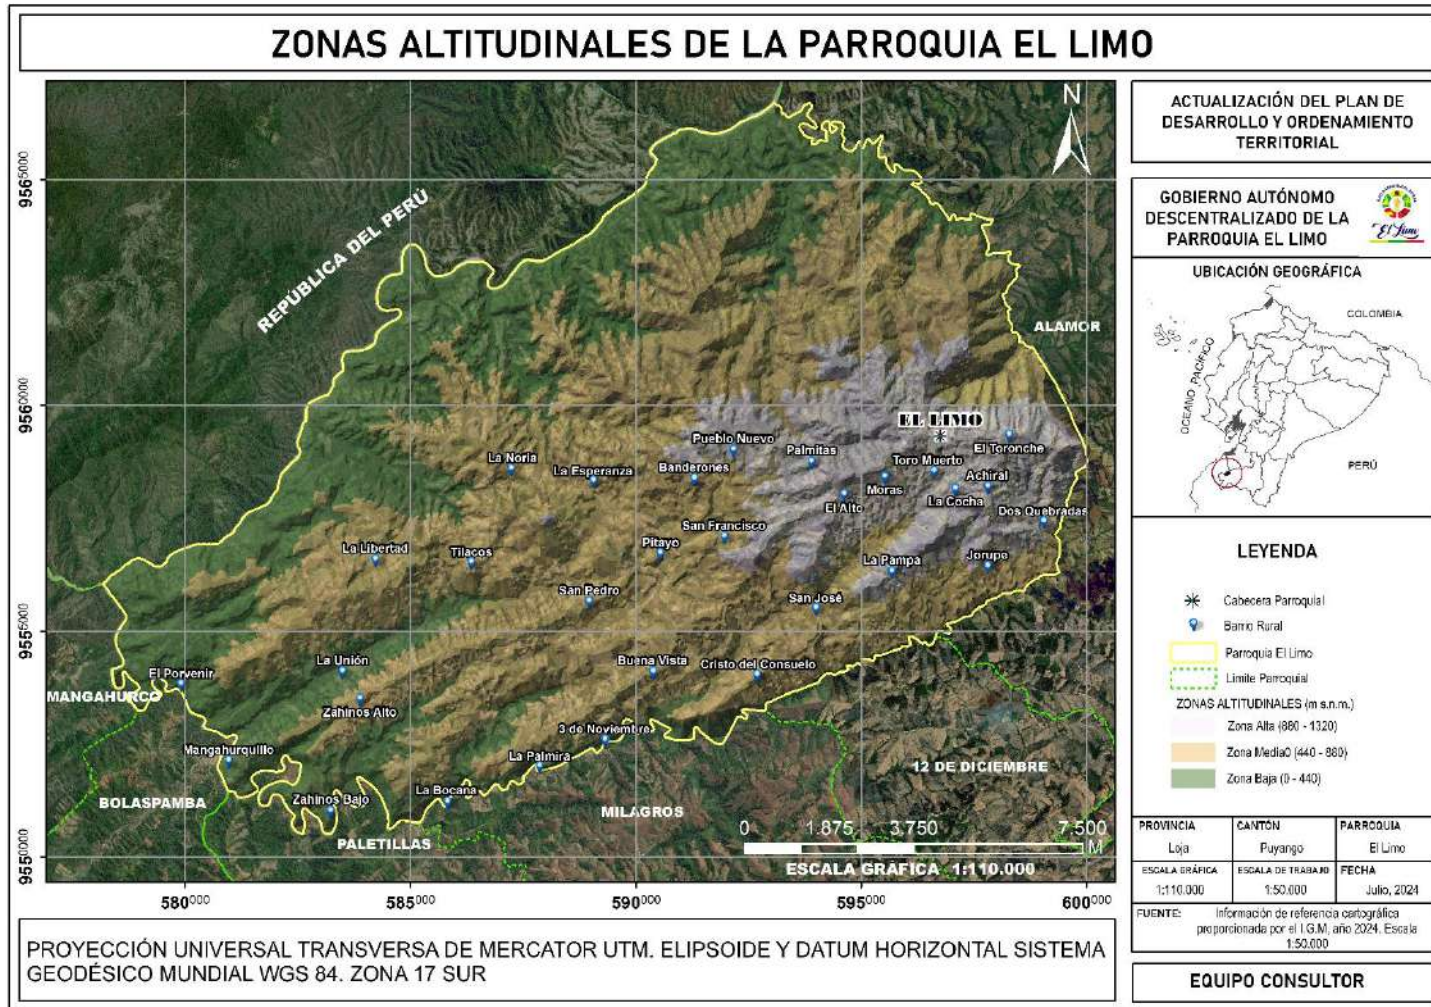 ZONAS ALTITUDINALES DE LA PARROQUIA EL LIMO
N
9565000
9560000
9555000
9550000
REPÚBLICA DEL PERÚ
ALAMOR
EL LIMO
Pueblo Nuevo
Palmitas
El Toronche
La Noria
La Esperanza
Banderones
Toro Muerto
Moras
Achiral
El Alto
La Cocha
Dos Quebradas
San Francisco
La Libertad
Tilacos
Pitayo
La Pampa
Jorupe
San Pedro
San José
El Porvenir
La Unión
Buena Vista
Cristo del Consuelo
MANGAHURCO
Zahinos Alto
3 de Noviembre
Mangahurquillo
La Palmira
12 DE DICIEMBRE
BOLASPAMBA
Zahinos Bajo
La Bocana
MILAGROS
PALETILLAS
0 1.875 3.750 7.500
M
ESCALA GRÁFICA 1:110.000
580000 585000 590000 595000 600000
PROYECCIÓN UNIVERSAL TRANSVERSA DE MERCATOR UTM. ELIPSOIDE Y DATUM HORIZONTAL SISTEMA
GEODÉSICO MUNDIAL WGS 84. ZONA 17 SUR
ACTUALIZACIÓN DEL PLAN DE
DESARROLLO Y ORDENAMIENTO
TERRITORIAL
GOBIERNO AUTÓNOMO
DESCENTRALIZADO DE LA
PARROQUIA EL LIMO
El Limo
UBICACIÓN GEOGRÁFICA
COLOMBIA
OCEANO PACÍFICO
PERÚ
LEYENDA
Cabecera Parroquial
Barrio Rural
Parroquia El Limo
Limite Parroquial
ZONAS ALTITUDINALES (m s.n.m.)
Zona Alta (880 - 1320)
Zona Media0 (440 - 880)
Zona Baja (0 - 440)
PROVINCIA CANTÓN PARROQUIA
Loja Puyango El Limo
ESCALA GRÁFICA ESCALA DE TRABAJO FECHA
1:110.000 1:50.000 Julio, 2024
FUENTE: Información de referencia cartográfica
proporcionada por el I.G.M, año 2024. Escala
1:50.000
EQUIPO CONSULTOR